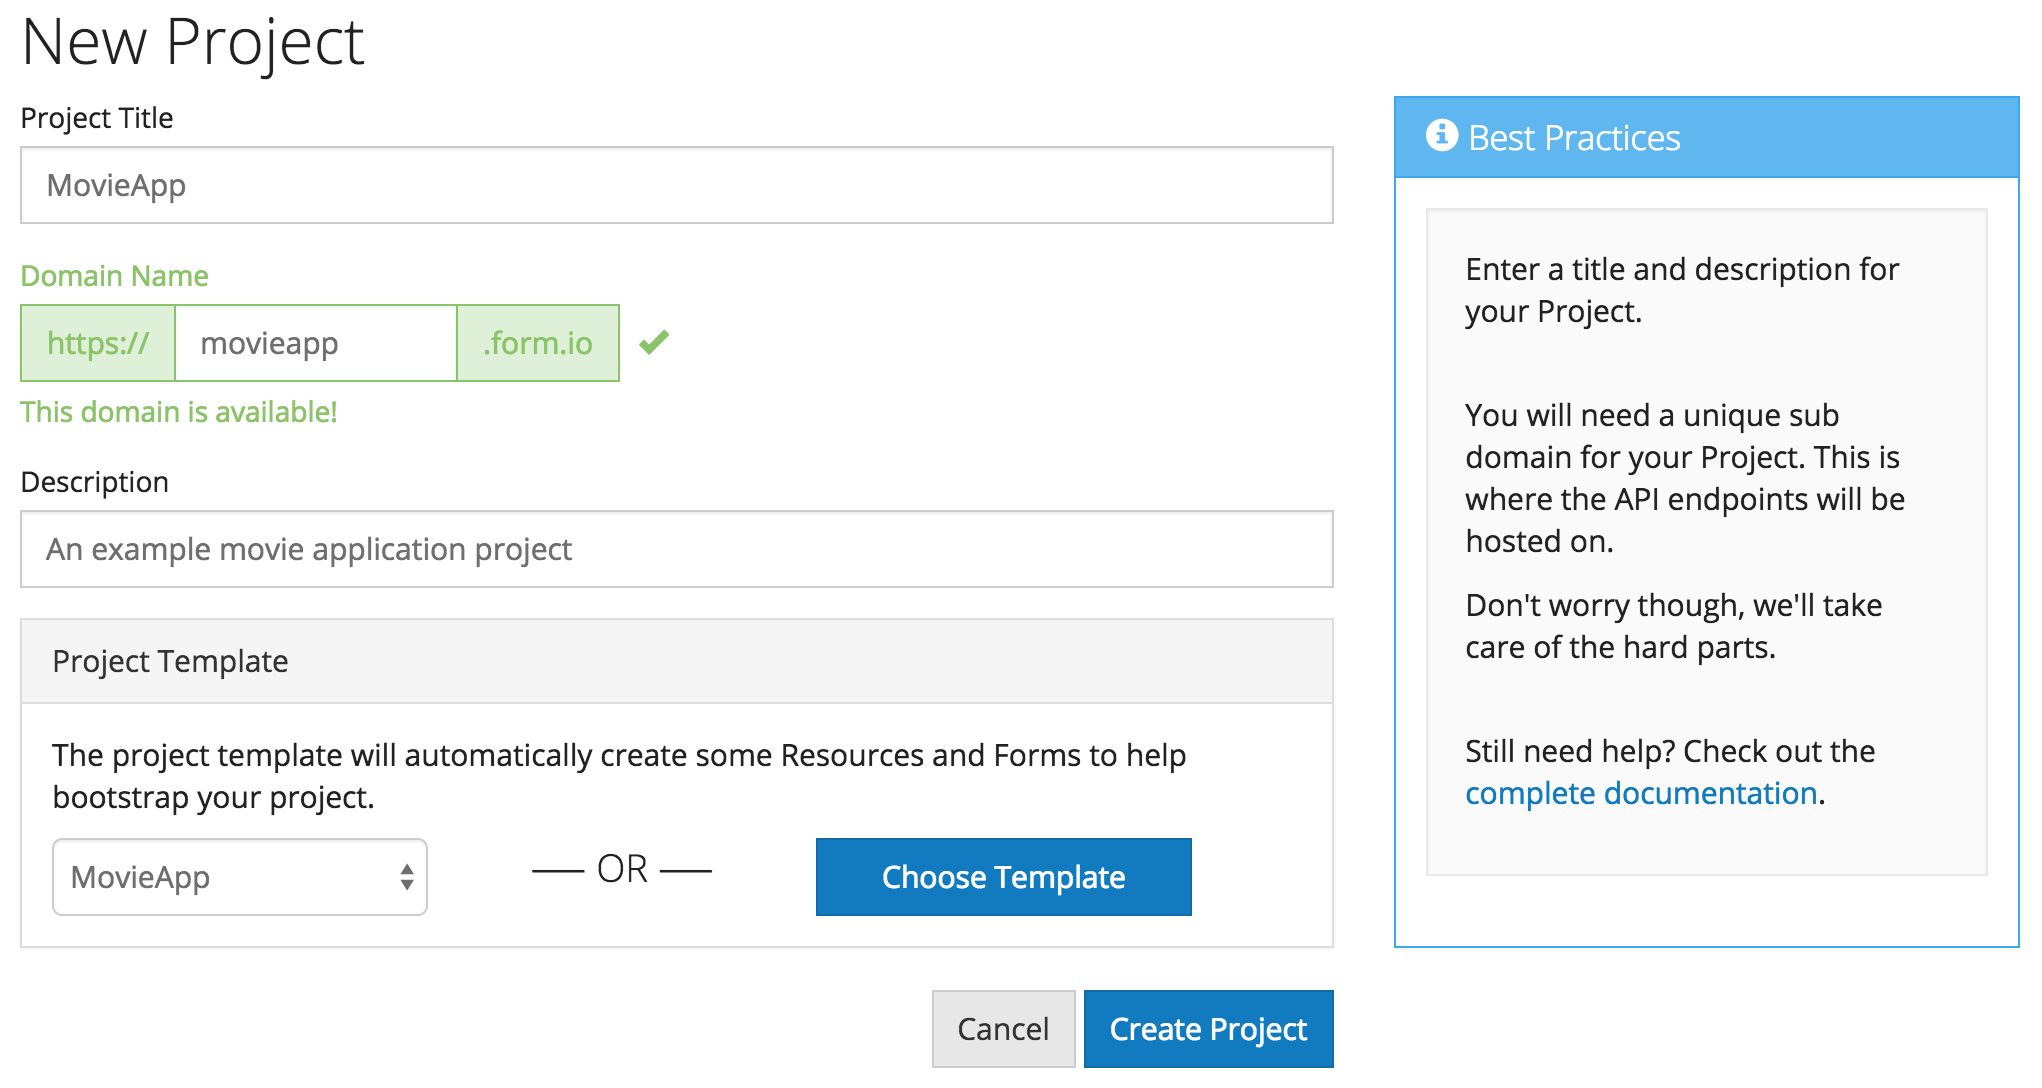 New Project
Project Title
MovieApp
Domain Name
https:// movieapp .form.io
This domain is available!
Description
An example movie application project
Project Template
The project template will automatically create some Resources and Forms to help
bootstrap your project.
MovieApp
OR
Choose Template
Cancel
Create Project
Best Practices
Enter a title and description for
your Project.
You will need a unique sub
domain for your Project. This is
where the API endpoints will be
hosted on.
Don't worry though, we'll take
care of the hard parts.
Still need help? Check out the
complete documentation.